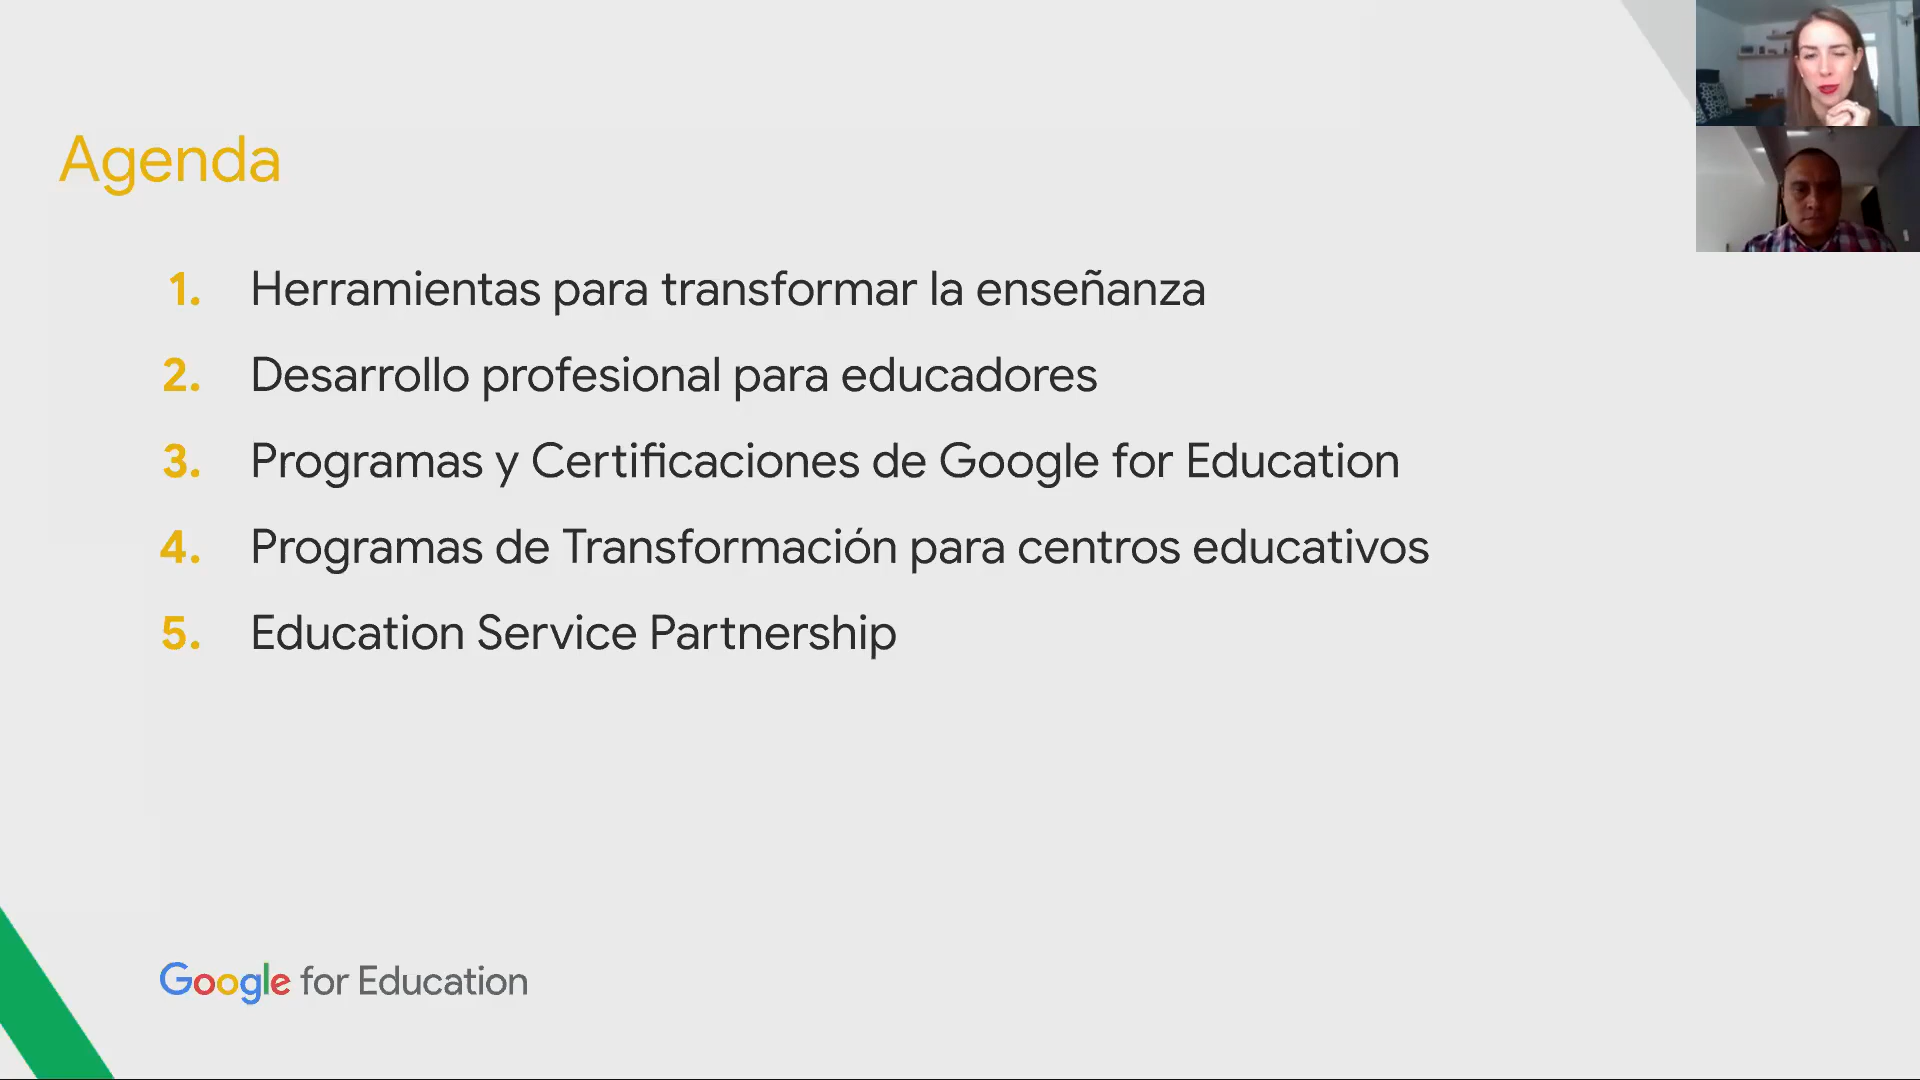 Agenda
1. Herramientas para transformar la enseñanza
2. Desarrollo profesional para educadores
3. Programas y Certificaciones de Google for Education
4. Programas de Transformación para centros educativos
5. Education Service Partnership
Google for Education